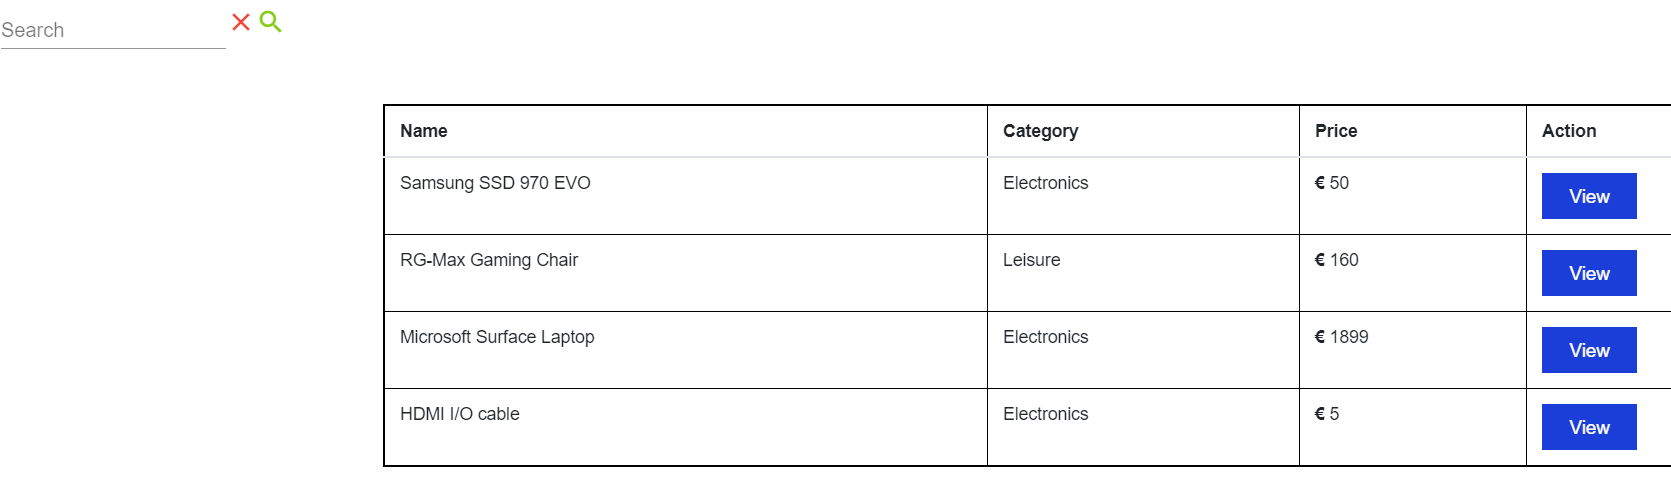 Search
Name Category Price Action
Samsung SSD 970 EVO Electronics € 50 View
RG-Max Gaming Chair Leisure € 160 View
Microsoft Surface Laptop Electronics € 1899 View
HDMI I/O cable Electronics € 5 View